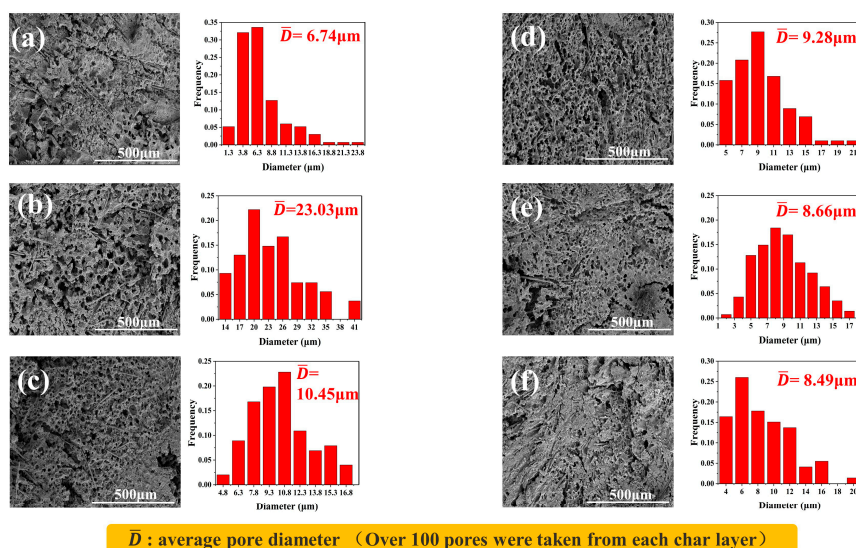 (a)
500μm
D̅= 6.74μm
Frequency
0.35
0.30
0.25
0.20
0.15
0.10
0.05
0.00
1.3 3.8 6.3 8.8 11.3 13.8 16.3 18.8 21.3 23.8
Diameter (μm)
(d)
500μm
D̅= 9.28μm
Frequency
0.30
0.25
0.20
0.15
0.10
0.05
0.00
5 7 9 11 13 15 17 19 21
Diameter (μm)
(b)
500μm
D̅=23.03μm
Frequency
0.25
0.20
0.15
0.10
0.05
0.00
14 17 20 23 26 29 32 35 38 41
Diameter (μm)
(e)
500μm
D̅= 8.66μm
Frequency
0.25
0.20
0.15
0.10
0.05
0.00
1 3 5 7 9 11 13 15 17
Diameter (μm)
(c)
500μm
D̅=
10.45μm
Frequency
0.25
0.20
0.15
0.10
0.05
0.00
4.8 6.3 7.8 9.3 10.8 12.3 13.8 15.3 16.8
Diameter (μm)
(f)
500μm
D̅= 8.49μm
Frequency
0.30
0.25
0.20
0.15
0.10
0.05
0.00
4 6 8 10 12 14 16 18 20
Diameter (μm)
D̅ : average pore diameter （Over 100 pores were taken from each char layer）